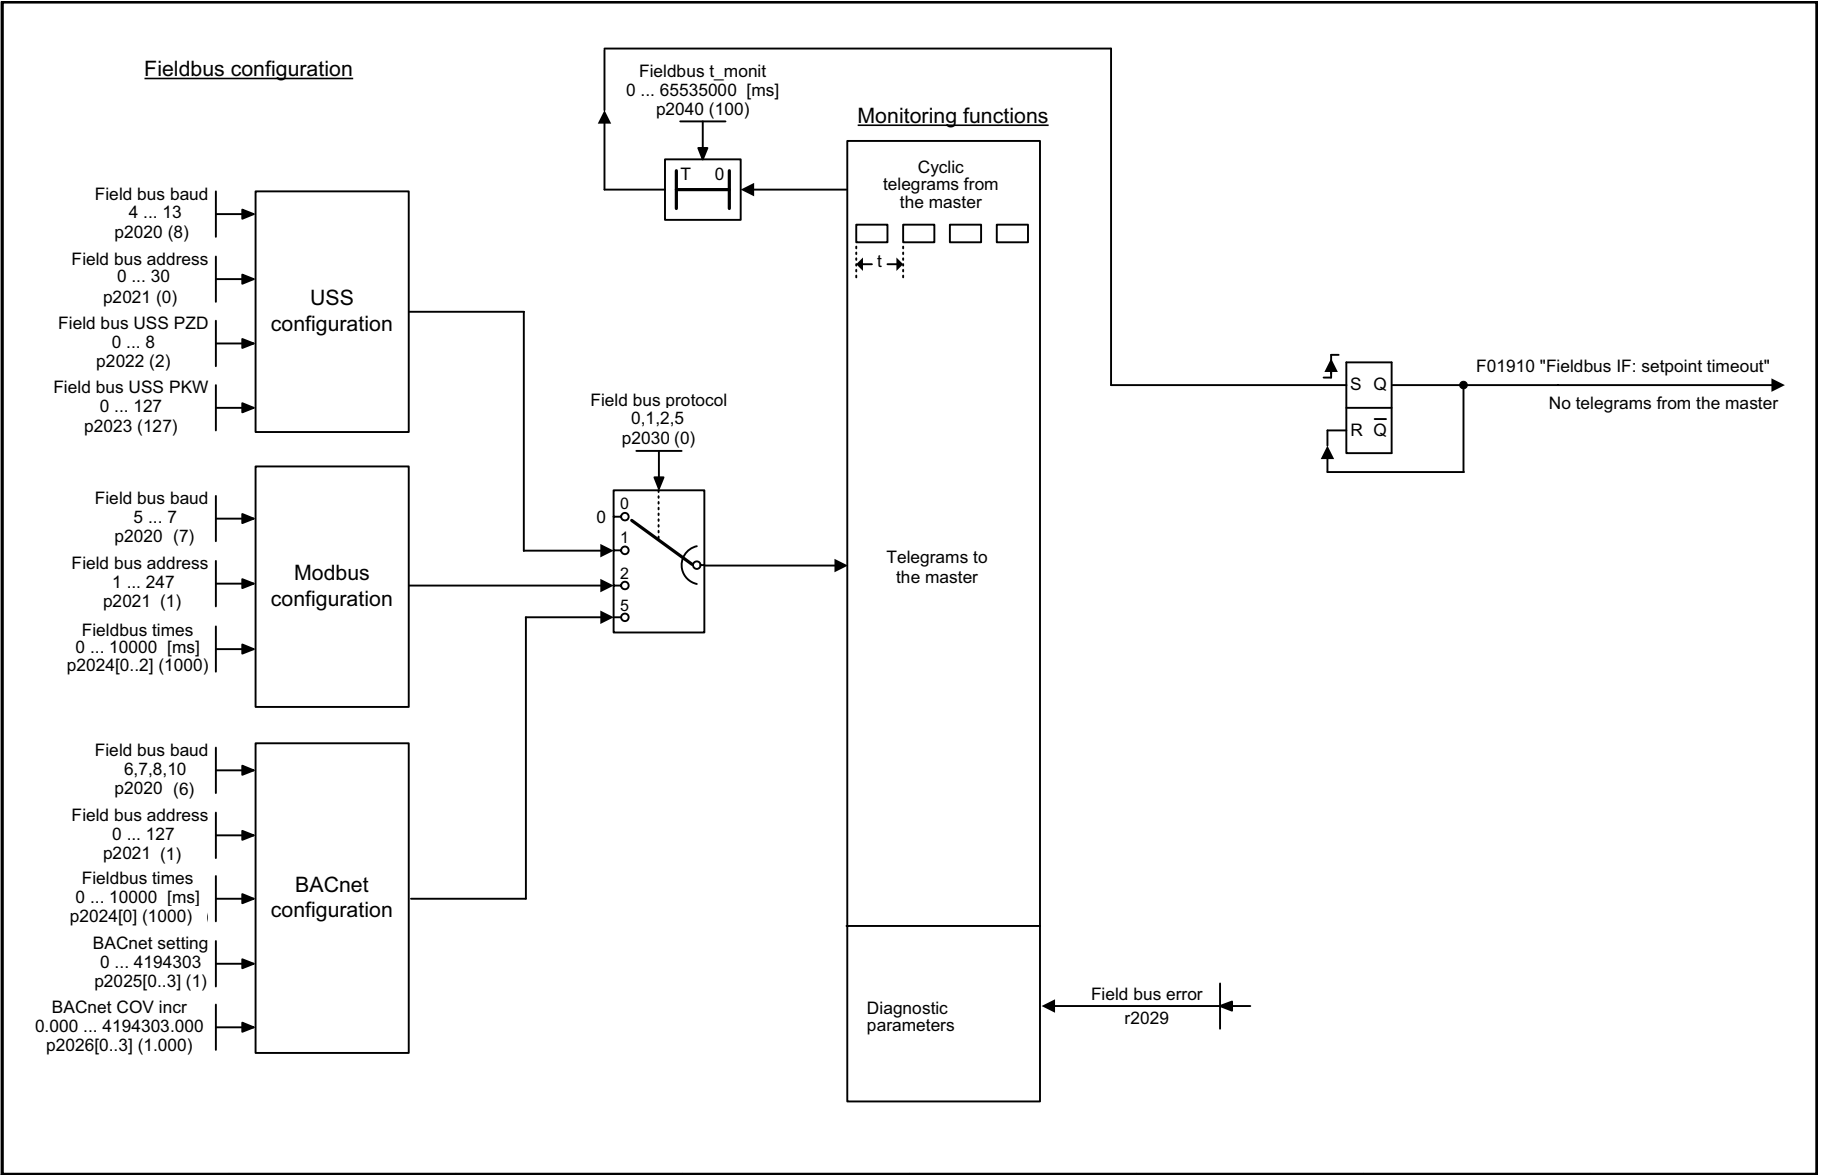 Fieldbus configuration
Field bus baud
4 ... 13
p2020 (8)
Field bus address
0 ... 30
p2021 (0)
Field bus USS PZD
0 ... 8
p2022 (2)
Field bus USS PKW
0 ... 127
p2023 (127)
USS
configuration
Field bus baud
5 ... 7
p2020 (7)
Field bus address
1 ... 247
p2021 (1)
Fieldbus times
0 ... 10000 [ms]
p2024[0..2] (1000)
Modbus
configuration
Field bus baud
6,7,8,10
p2020 (6)
Field bus address
0 ... 127
p2021 (1)
Fieldbus times
0 ... 10000 [ms]
p2024[0] (1000) (
BACnet setting
0 ... 4194303
p2025[0..3] (1)
BACnet COV incr
0.000 ... 4194303.000
p2026[0..3] (1.000)
BACnet
configuration
Fieldbus t_monit
0 ... 65535000 [ms]
p2040 (100)
T 0
Field bus protocol
0,1,2,5
p2030 (0)
0
0
1
2
5
Monitoring functions
Cyclic
telegrams from
the master
t
Telegrams to
the master
Diagnostic
parameters
Field bus error
r2029
S Q
R Q̅
F01910 "Fieldbus IF: setpoint timeout"
No telegrams from the master